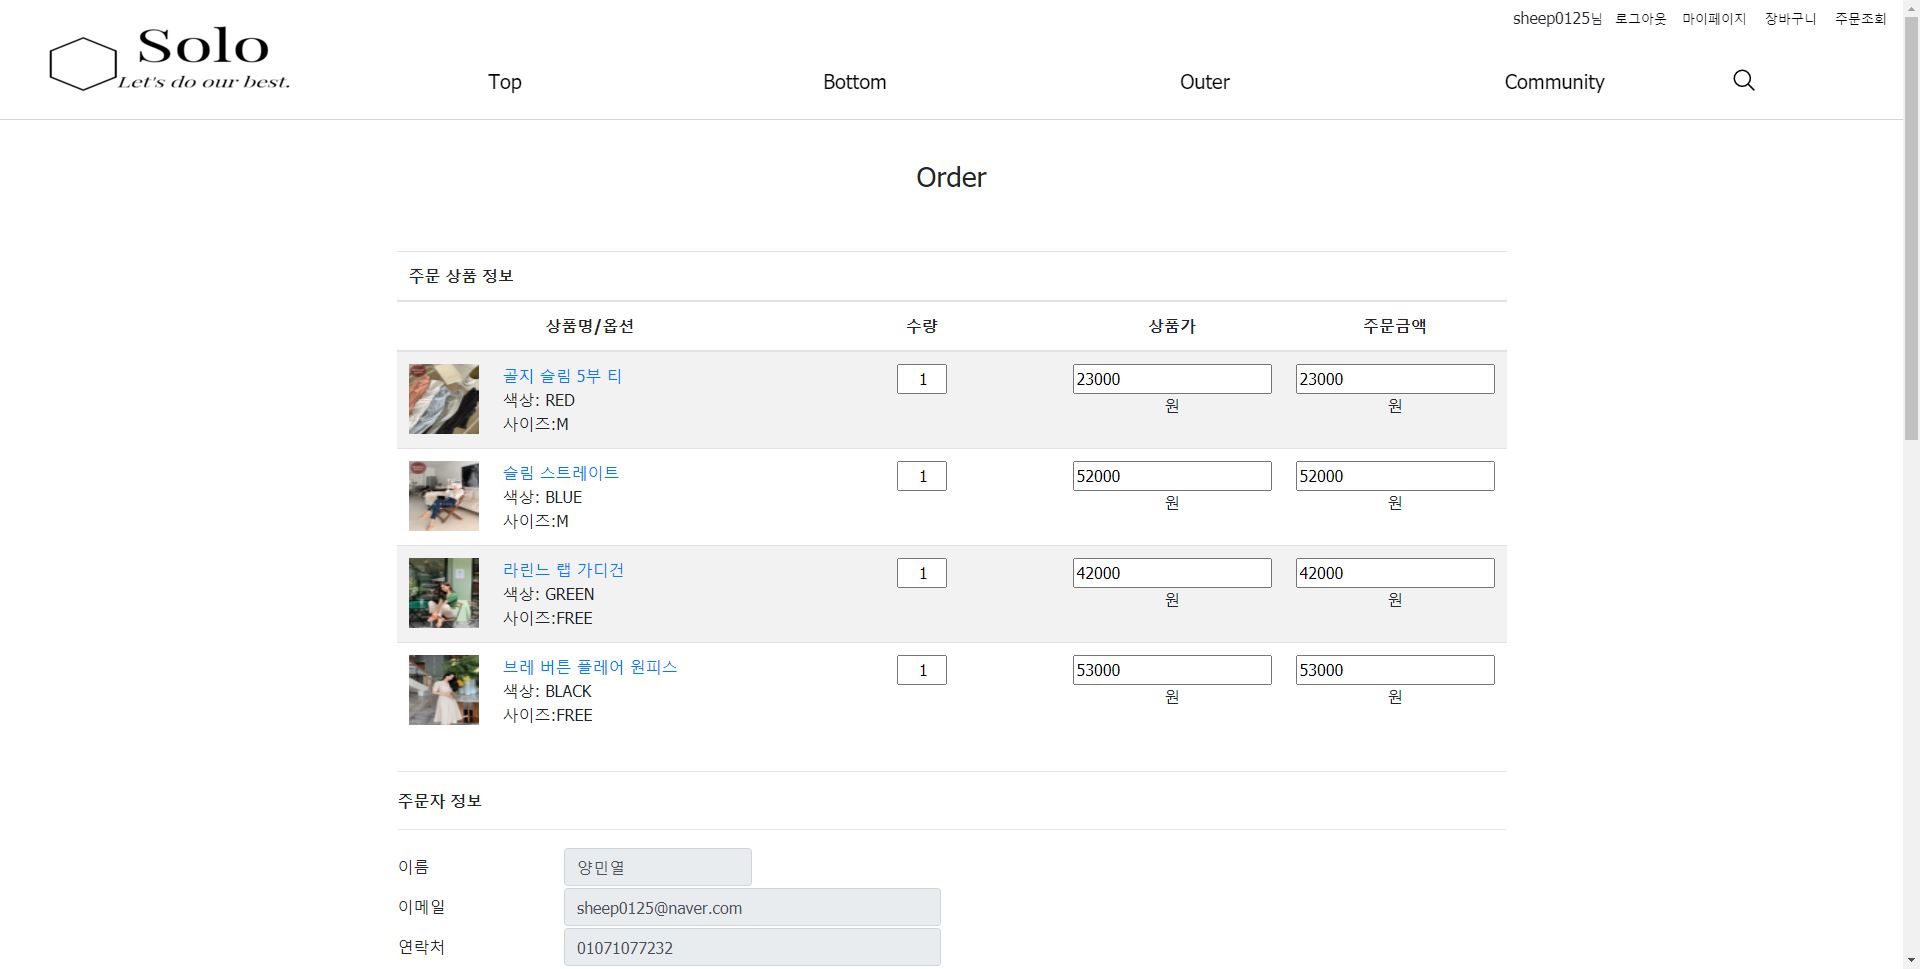 sheep0125님 로그아웃 마이페이지 장바구니 주문조회
Solo
Let's do our best.
Top Bottom Outer Community
Order
주문 상품 정보
상품명/옵션 수량 상품가 주문금액
골지 슬림 5부 티 1 23000 23000
색상: RED 원 원
사이즈:M
슬림 스트레이트 1 52000 52000
색상: BLUE 원 원
사이즈:M
라린느 랩 가디건 1 42000 42000
색상: GREEN 원 원
사이즈:FREE
브레 버튼 플레어 원피스 1 53000 53000
색상: BLACK 원 원
사이즈:FREE
주문자 정보
이름 양민열
이메일 sheep0125@naver.com
연락처 01071077232